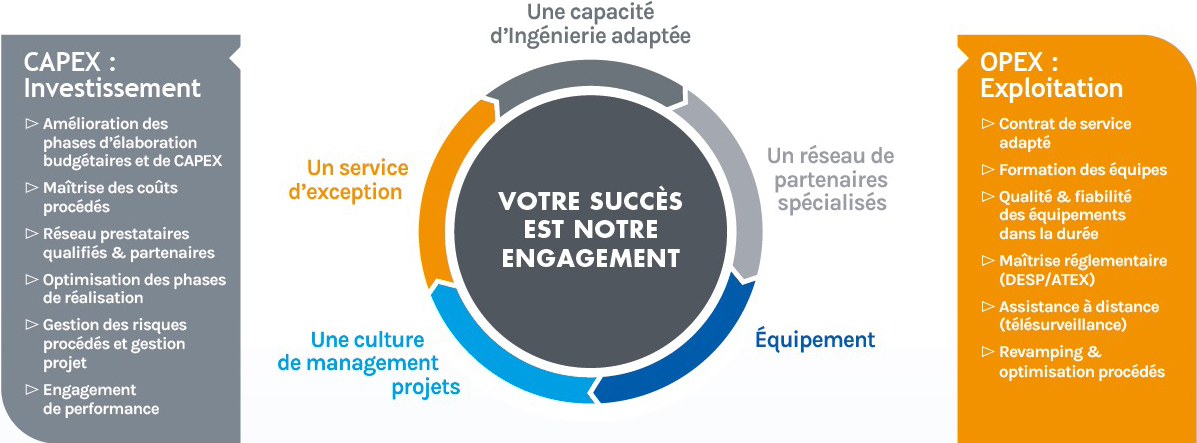 CAPEX :
Investissement
▷ Amélioration des
phases d’élaboration
budgétaires et de CAPEX
▷ Maîtrise des coûts
procédés
▷ Réseau prestataires
qualifiés & partenaires
▷ Optimisation des phases
de réalisation
▷ Gestion des risques
procédés et gestion
projet
▷ Engagement
de performance
Une capacité
d’Ingénierie adaptée
Un service
d’exception
Un réseau de
partenaires
spécialisés
VOTRE SUCCÈS
EST NOTRE
ENGAGEMENT
Une culture
de management
projets
Équipement
OPEX :
Exploitation
▷ Contrat de service
adapté
▷ Formation des équipes
▷ Qualité & fiabilité
des équipements
dans la durée
▷ Maîtrise réglementaire
(DESP/ATEX)
▷ Assistance à distance
(télésurveillance)
▷ Revamping &
optimisation procédés